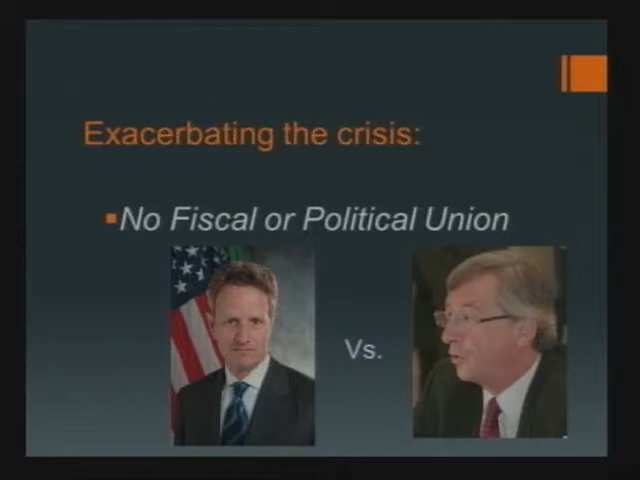 Exacerbating the crisis:
No Fiscal or Political Union
Vs.